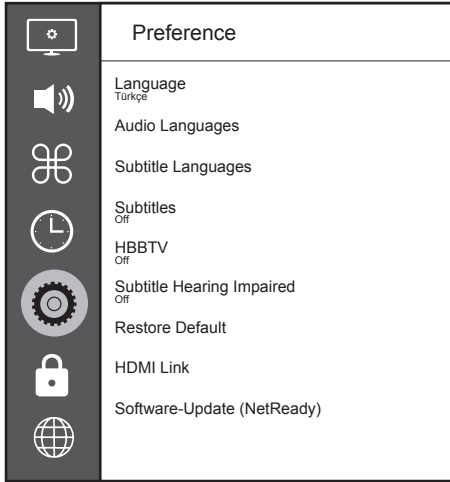 Preference
Language
Türkçe
Audio Languages
Subtitle Languages
Subtitles
Off
HBBTV
Off
Subtitle Hearing Impaired
Off
Restore Default
HDMI Link
Software-Update (NetReady)